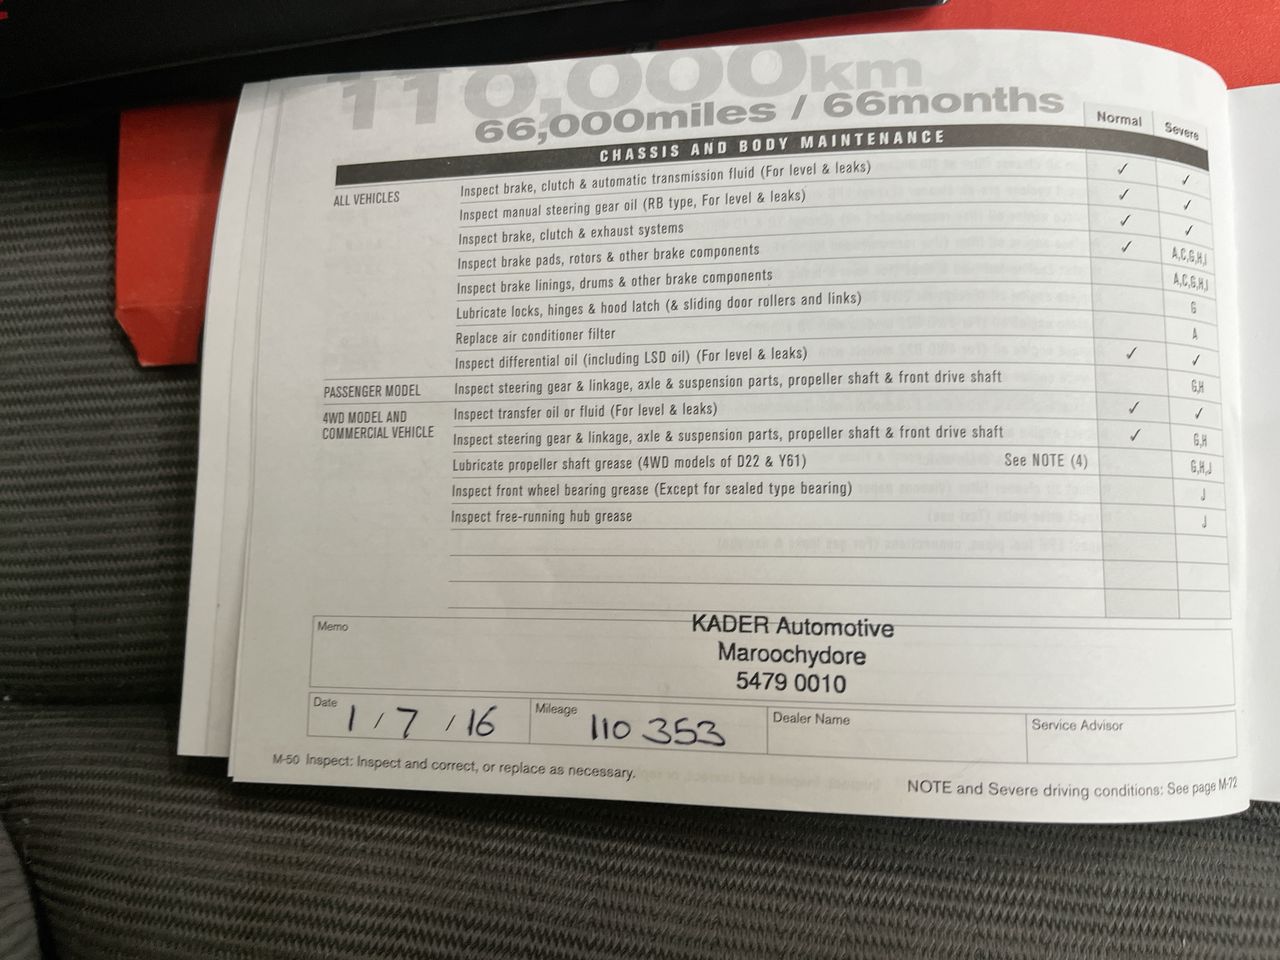 110,000km
66,000miles / 66months
Normal Severe
CHASSIS AND BODY MAINTENANCE
ALL VEHICLES Inspect brake, clutch & automatic transmission fluid (For level & leaks) ✓ ✓
Inspect manual steering gear oil (RB type, For level & leaks) ✓ ✓
Inspect brake, clutch & exhaust systems ✓ ✓
Inspect brake pads, rotors & other brake components ✓ A,C,G,H,I
Inspect brake linings, drums & other brake components A,C,G,H,I
Lubricate locks, hinges & hood latch (& sliding door rollers and links) G
Replace air conditioner filter A
Inspect differential oil (including LSD oil) (For level & leaks) ✓ ✓
PASSENGER MODEL Inspect steering gear & linkage, axle & suspension parts, propeller shaft & front drive shaft G,H
4WD MODEL AND Inspect transfer oil or fluid (For level & leaks) ✓ ✓
COMMERCIAL VEHICLE Inspect steering gear & linkage, axle & suspension parts, propeller shaft & front drive shaft ✓ G,H
Lubricate propeller shaft grease (4WD models of D22 & Y61) See NOTE (4) G,H,J
Inspect front wheel bearing grease (Except for sealed type bearing) J
Inspect free-running hub grease J
Memo
KADER Automotive
Maroochydore
5479 0010
Date 1 / 7 / 16 Mileage 110 353 Dealer Name Service Advisor
M-50 Inspect: Inspect and correct, or replace as necessary.
NOTE and Severe driving conditions: See page M-72